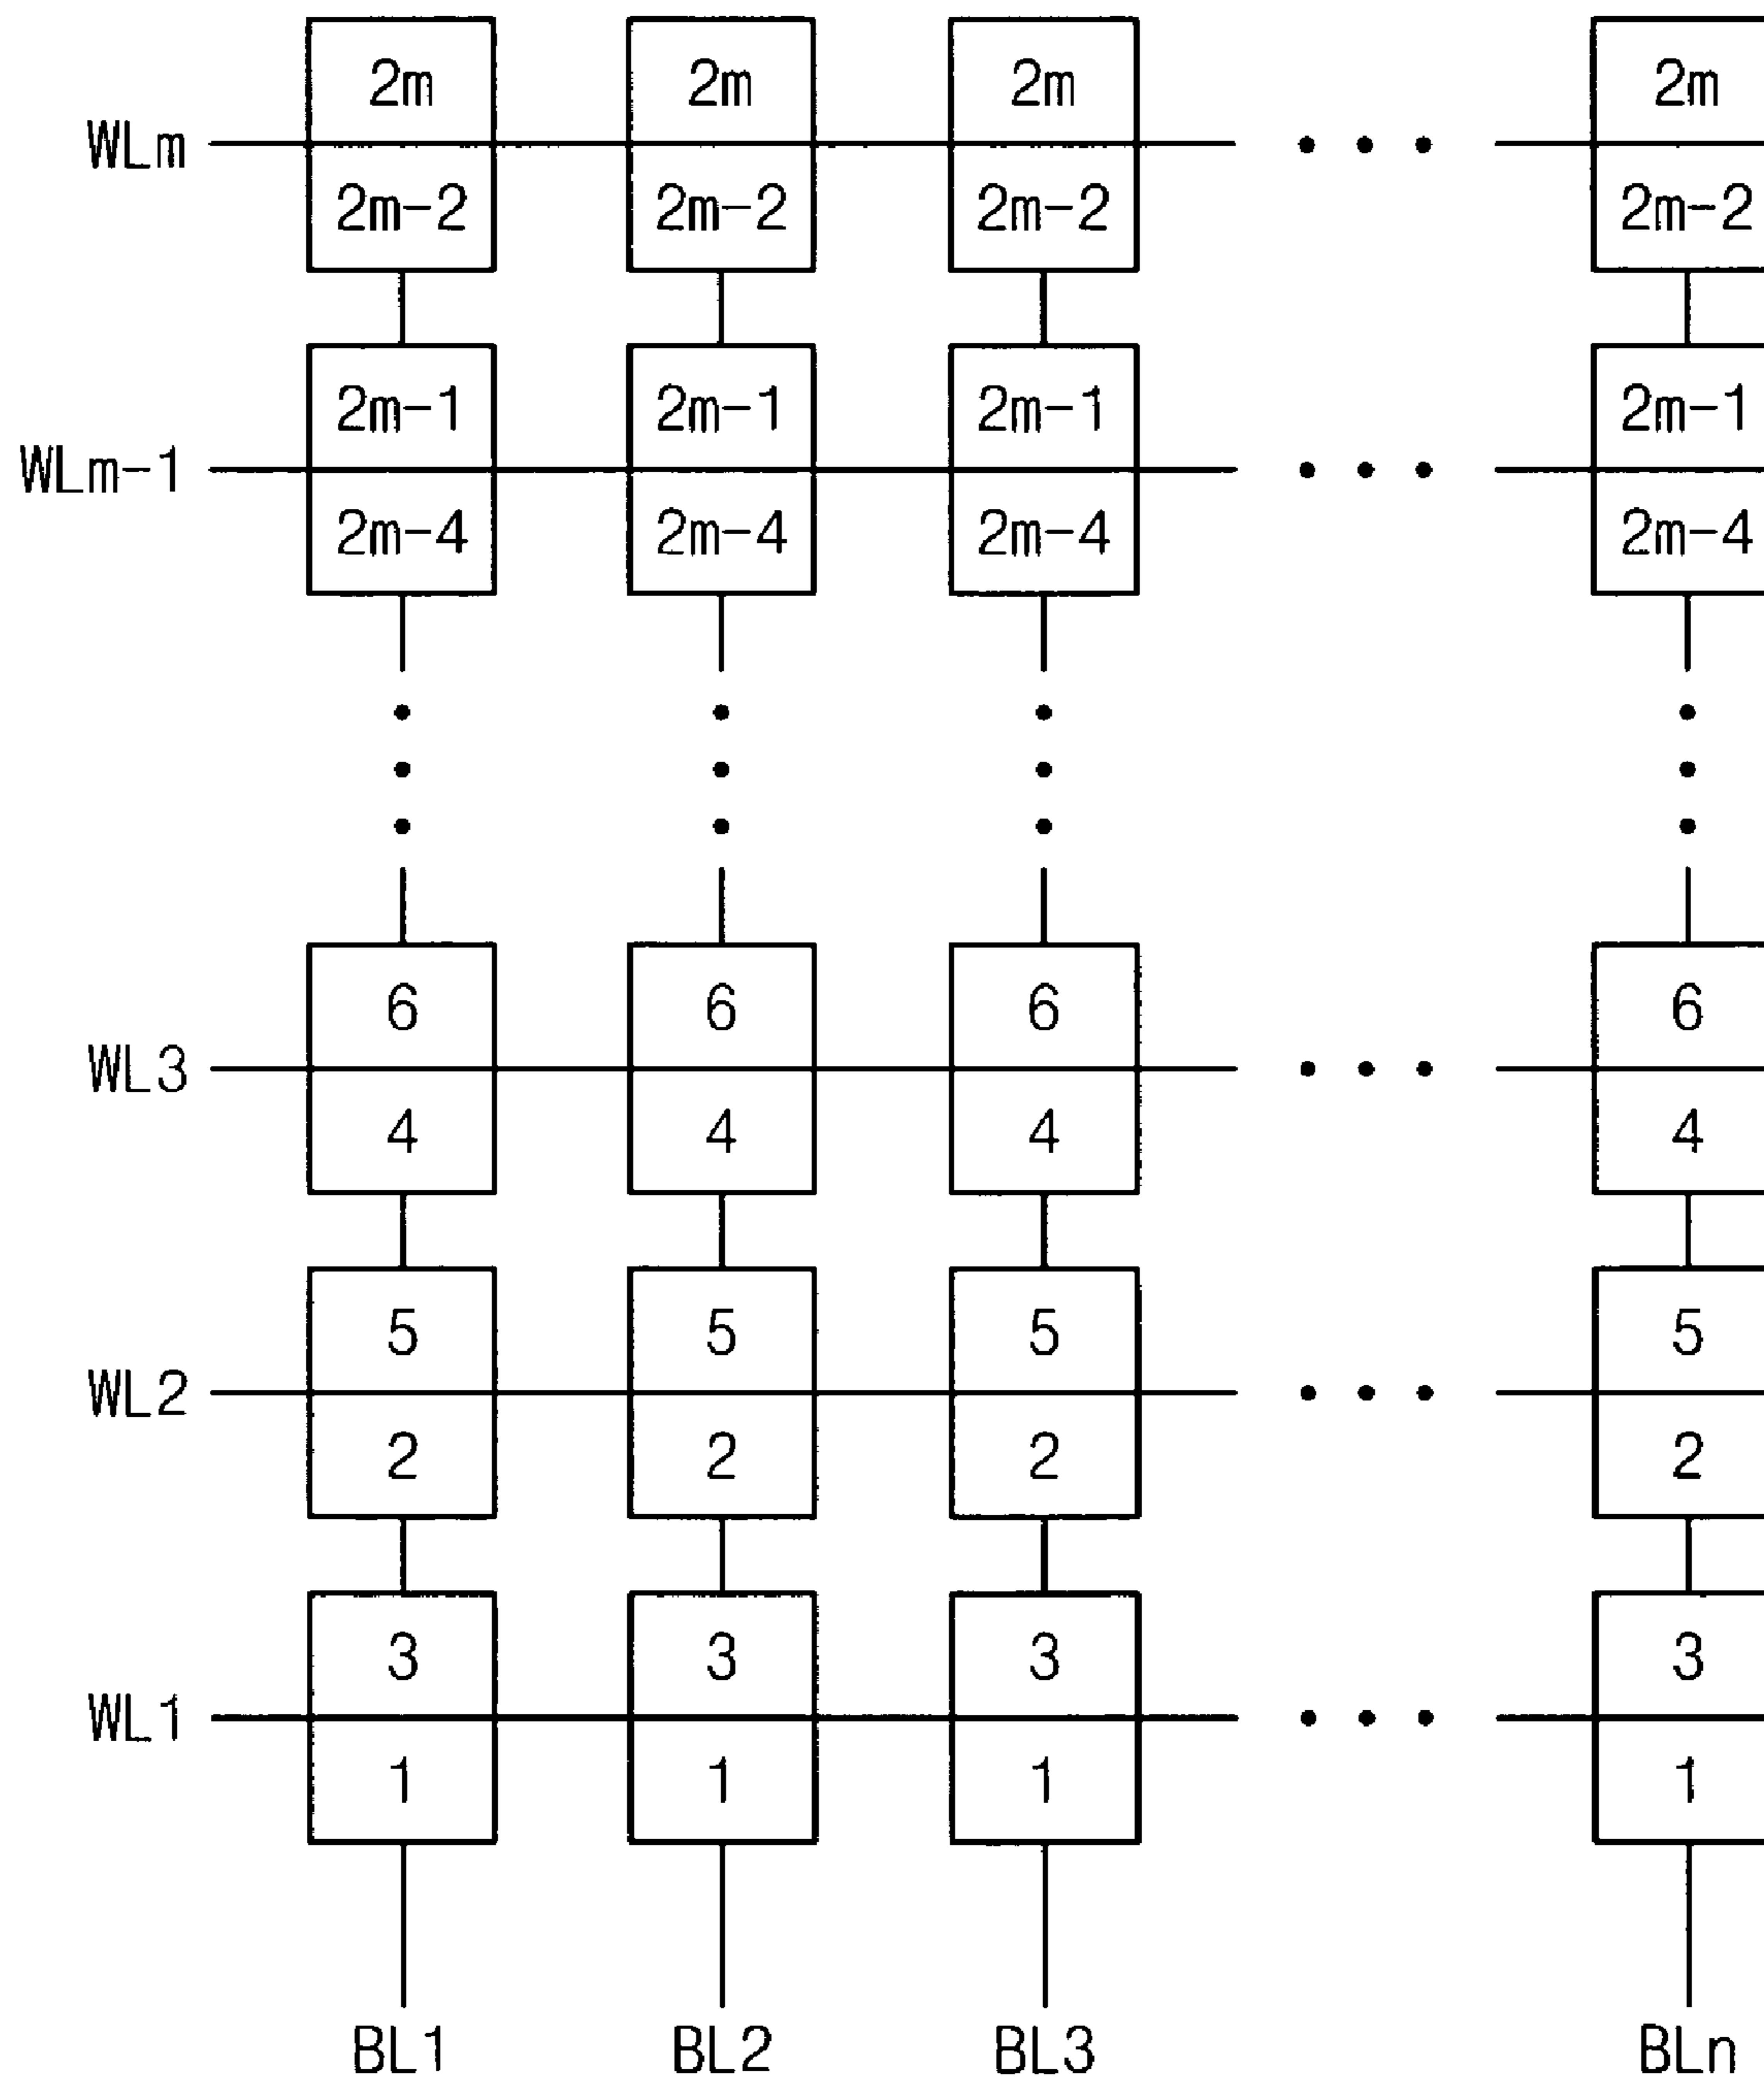 2m 2m 2m 2m
WLm
2m-2 2m-2 2m-2 2m-2
2m-1 2m-1 2m-1 2m-1
WLm-1
2m-4 2m-4 2m-4 2m-4
6 6 6 6
WL3
4 4 4 4
5 5 5 5
WL2
2 2 2 2
3 3 3 3
WL1
1 1 1 1
BL1 BL2 BL3 BLn